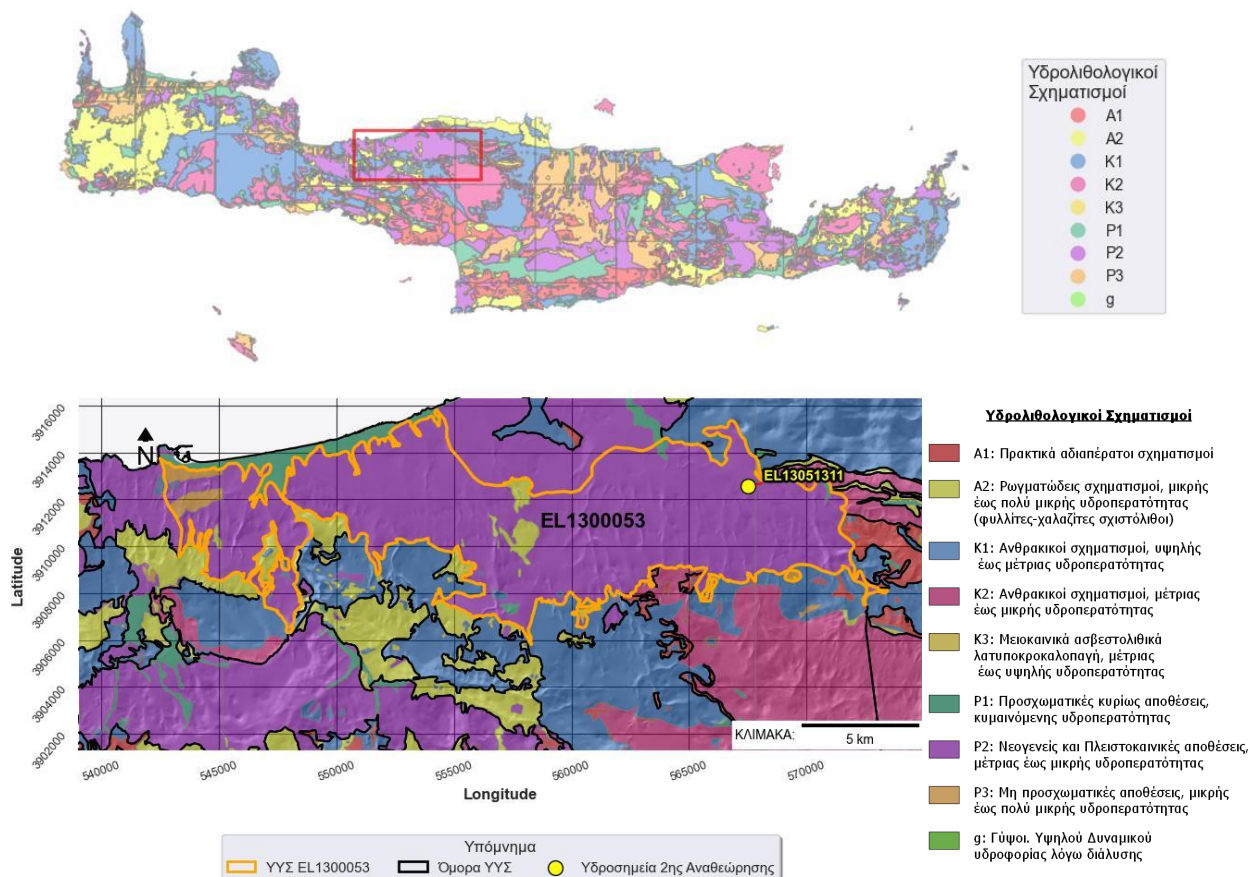 Υδρολιθολογικοί
Σχηματισμοί
A1
A2
K1
K2
K3
P1
P2
P3
g
3916000
3914000
3912000
3910000
3908000
3906000
3904000
3902000
Latitude
N
EL13051311
EL1300053
ΚΛΙΜΑΚΑ:
5 km
540000
545000
550000
555000
560000
565000
570000
Longitude
Υδρολιθολογικοί Σχηματισμοί
A1: Πρακτικά αδιαπέρατοι σχηματισμοί
A2: Ρωγματώδεις σχηματισμοί, μικρής
έως πολύ μικρής υδροπερατότητας
(φυλλίτες-χαλαζίτες σχιστόλιθοι)
K1: Ανθρακικοί σχηματισμοί, υψηλής
έως μέτριας υδροπερατότητας
K2: Ανθρακικοί σχηματισμοί, μέτριας
έως μικρής υδροπερατότητας
K3: Μειοκαινικά ασβεστολιθικά
λατυποκροκαλοπαγή, μέτριας
έως υψηλής υδροπερατότητας
P1: Προσχωματικές κυρίως αποθέσεις,
κυμαινόμενης υδροπερατότητας
P2: Νεογενείς και Πλειστοκαινικές αποθέσεις,
μέτριας έως μικρής υδροπερατότητας
P3: Μη προσχωματικές αποθέσεις, μικρής
έως πολύ μικρής υδροπερατότητας
g: Γύψοι. Υψηλού Δυναμικού
υδροφορίας λόγω διάλυσης
Υπόμνημα
ΥΥΣ EL1300053
Όμορα ΥΥΣ
Υδροσημεία 2ης Αναθεώρησης